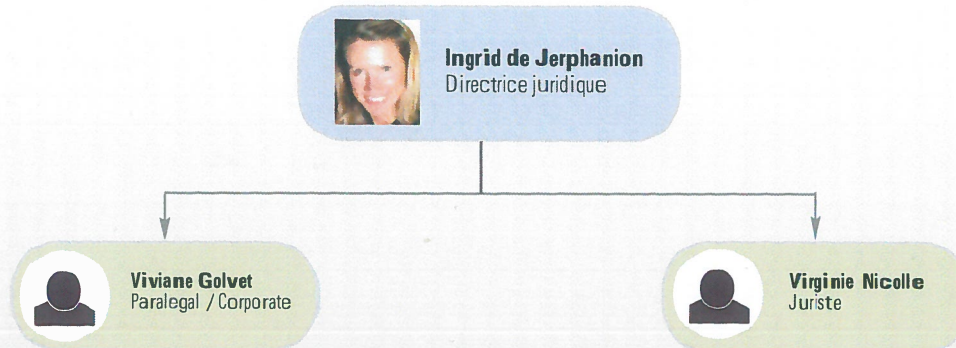 Ingrid de Jerphanion
Directrice juridique
Viviane Golvet
Paralegal / Corporate
Virginie Nicolle
Juriste